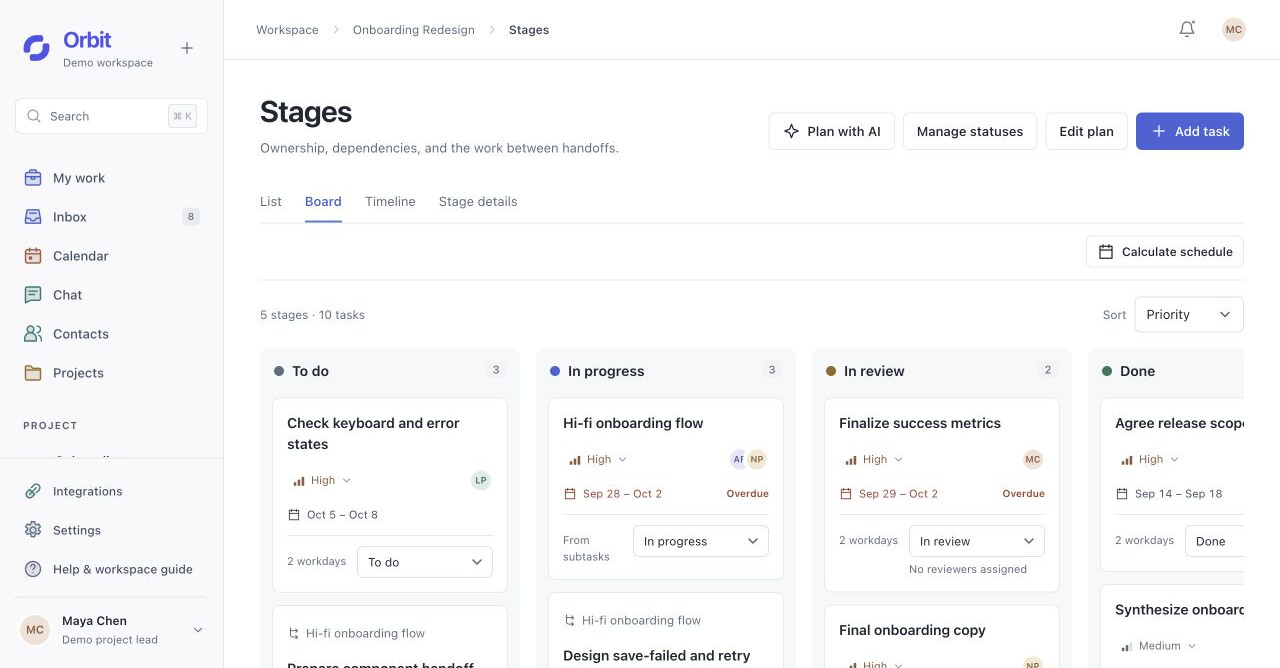 Orbit
Demo workspace
Search ⌘ K
My work
Inbox 8
Calendar
Chat
Contacts
Projects
PROJECT
Integrations
Settings
Help & workspace guide
MC Maya Chen
Demo project lead
Workspace Onboarding Redesign Stages
MC
Stages
Ownership, dependencies, and the work between handoffs.
Plan with AI Manage statuses Edit plan Add task
List Board Timeline Stage details
Calculate schedule
5 stages · 10 tasks
Sort Priority
To do 3
Check keyboard and error
states
High LP
Oct 5 – Oct 8
2 workdays To do
Hi-fi onboarding flow
Prepare component handoff
In progress 3
Hi-fi onboarding flow
High NP
Sep 28 – Oct 2 Overdue
From
subtasks
In progress
Hi-fi onboarding flow
Design save-failed and retry
In review 2
Finalize success metrics
High MC
Sep 29 – Oct 2 Overdue
2 workdays In review
No reviewers assigned
Final onboarding copy
High NP
Done
Agree release scope
High
Sep 14 – Sep 18
2 workdays Done
Synthesize
Medium